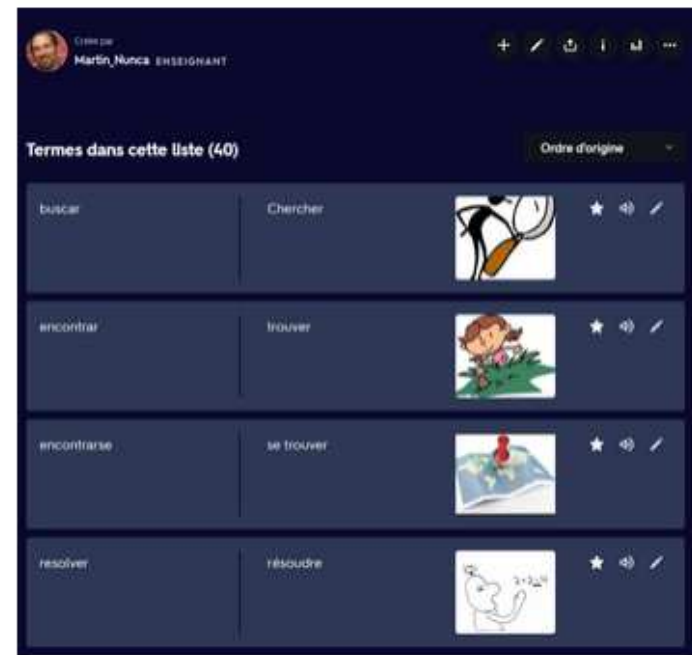 Créée par
Martin_Nunca ENSEIGNANT
Termes dans cette liste (40)
Ordre d'origine
buscar
Chercher
encontrar
trouver
encontrarse
se trouver
resolver
résoudre